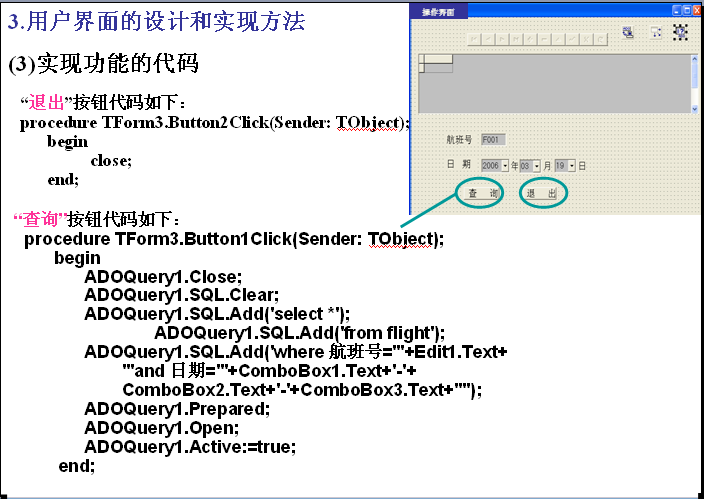 3.用户界面的设计和实现方法
操作界面
(3)实现功能的代码
“退出”按钮代码如下：
procedure TForm3.Button2Click(Sender: TObject);
begin
close;
end;
航班号 F001
日 期 2006 年 03 月 19 日
查 询 退 出
“查询”按钮代码如下：
procedure TForm3.Button1Click(Sender: TObject);
begin
ADOQuery1.Close;
ADOQuery1.SQL.Clear;
ADOQuery1.SQL.Add('select *');
ADOQuery1.SQL.Add('from flight');
ADOQuery1.SQL.Add('where 航班号='''+Edit1.Text+
'''and 日期='''+ComboBox1.Text+'-'+
ComboBox2.Text+'-'+ComboBox3.Text+'''');
ADOQuery1.Prepared;
ADOQuery1.Open;
ADOQuery1.Active:=true;
end;